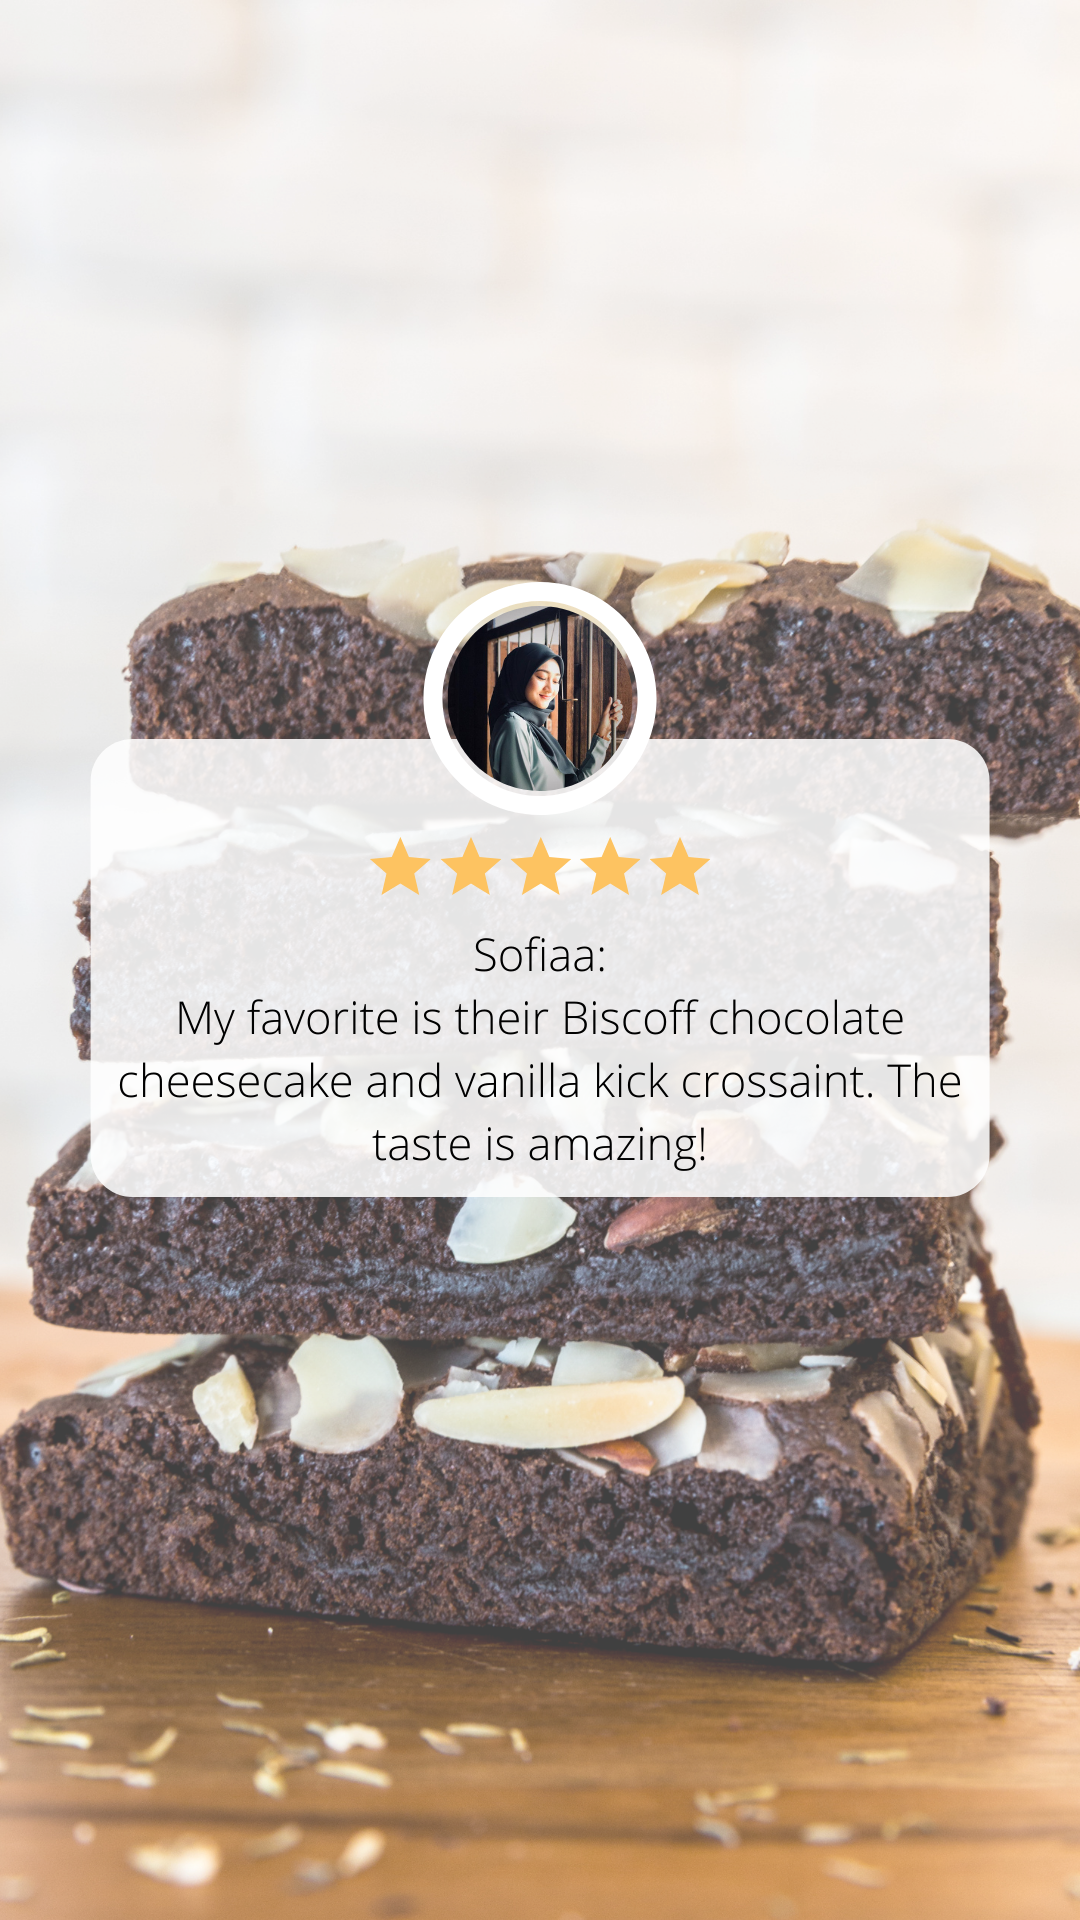 Sofiaa:
My favorite is their Biscoff chocolate
cheesecake and vanilla kick crossaint. The
taste is amazing!